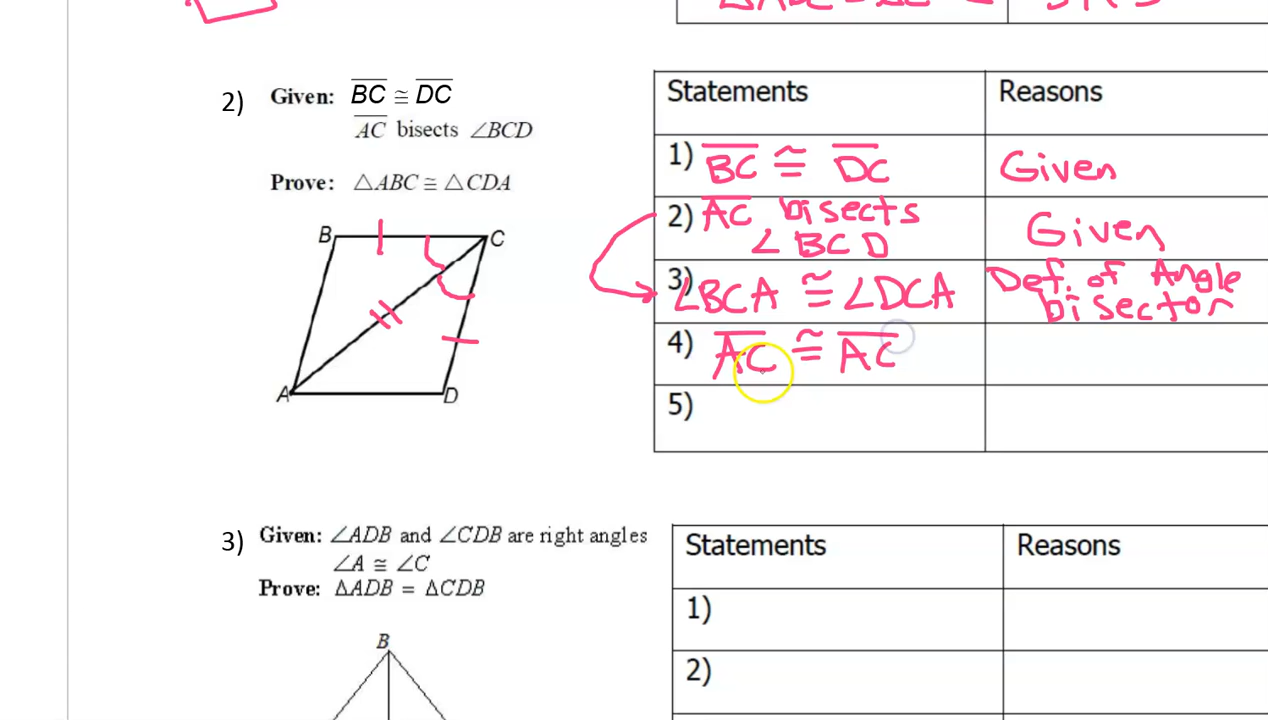 2) Given: BC ≅ DC
AC bisects ∠BCD
Prove: △ABC ≅ △CDA
B
C
A
D
Statements Reasons
1) BC ≅ DC Given
2) AC bisects ∠BCD Given
3) ∠BCA ≅ ∠DCA Def. of Angle bisector
4) AC ≅ AC
5)
3) Given: ∠ADB and ∠CDB are right angles
∠A ≅ ∠C
Prove: ΔADB = ΔCDB
B
Statements Reasons
1)
2)